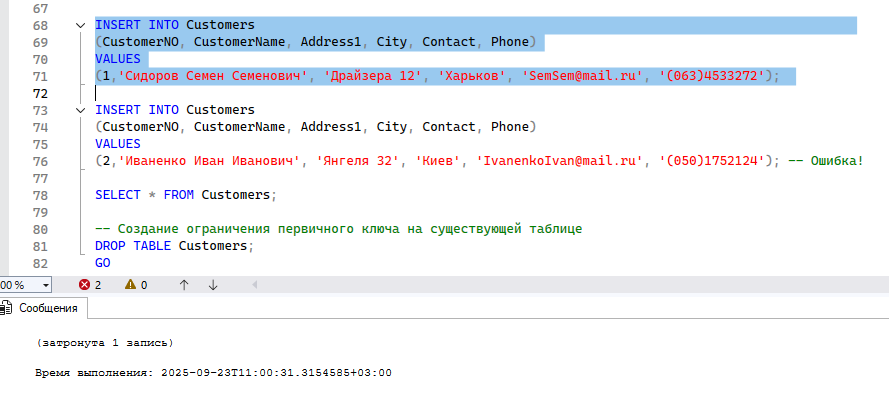 67
68 INSERT INTO Customers
69 (CustomerNO, CustomerName, Address1, City, Contact, Phone)
70 VALUES
71 (1,'Сидоров Семен Семенович', 'Драйзера 12', 'Харьков', 'SemSem@mail.ru', '(063)4533272');
72
73 INSERT INTO Customers
74 (CustomerNO, CustomerName, Address1, City, Contact, Phone)
75 VALUES
76 (2,'Иваненко Иван Иванович', 'Янгеля 32', 'Киев', 'IvanenkoIvan@mail.ru', '(050)1752124'); -- Ошибка!
77
78 SELECT * FROM Customers;
79
80 -- Создание ограничения первичного ключа на существующей таблице
81 DROP TABLE Customers;
82 GO
00 % 2 0
Сообщения
(затронута 1 запись)
Время выполнения: 2025-09-23T11:00:31.3154585+03:00